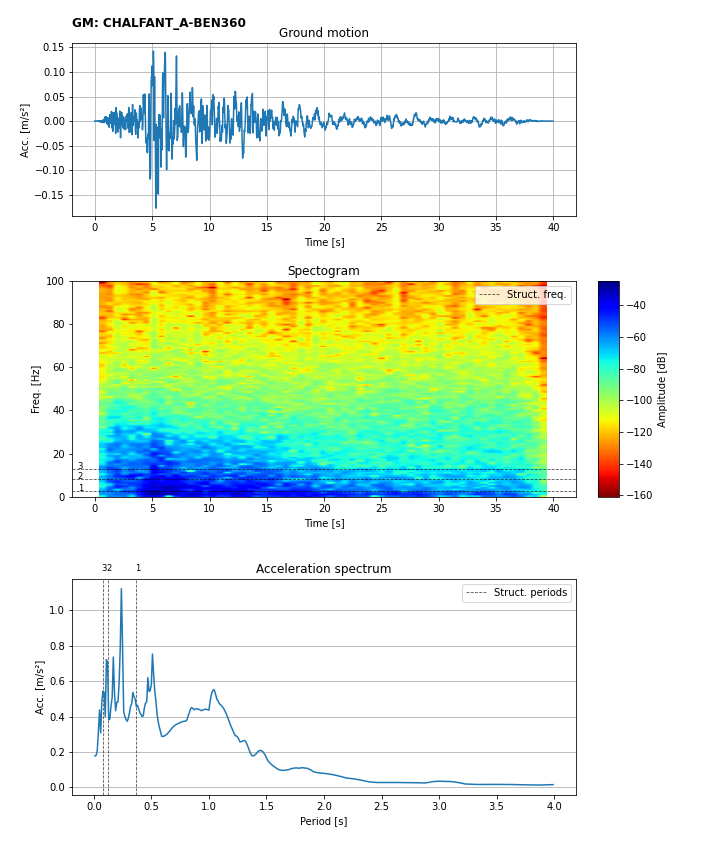 GM: CHALFANT_A-BEN360
Ground motion
0.15
0.10
0.05
0.00
−0.05
−0.10
−0.15
Acc. [m/s²]
0 5 10 15 20 25 30 35 40
Time [s]
Spectogram
100
80
60
40
20
0
Freq. [Hz]
3
2
1
Struct. freq.
0 5 10 15 20 25 30 35 40
Time [s]
−40
−60
−80
−100
−120
−140
−160
Amplitude [dB]
32 1
Acceleration spectrum
1.0
0.8
0.6
0.4
0.2
0.0
Acc. [m/s²]
Struct. periods
0.0 0.5 1.0 1.5 2.0 2.5 3.0 3.5 4.0
Period [s]